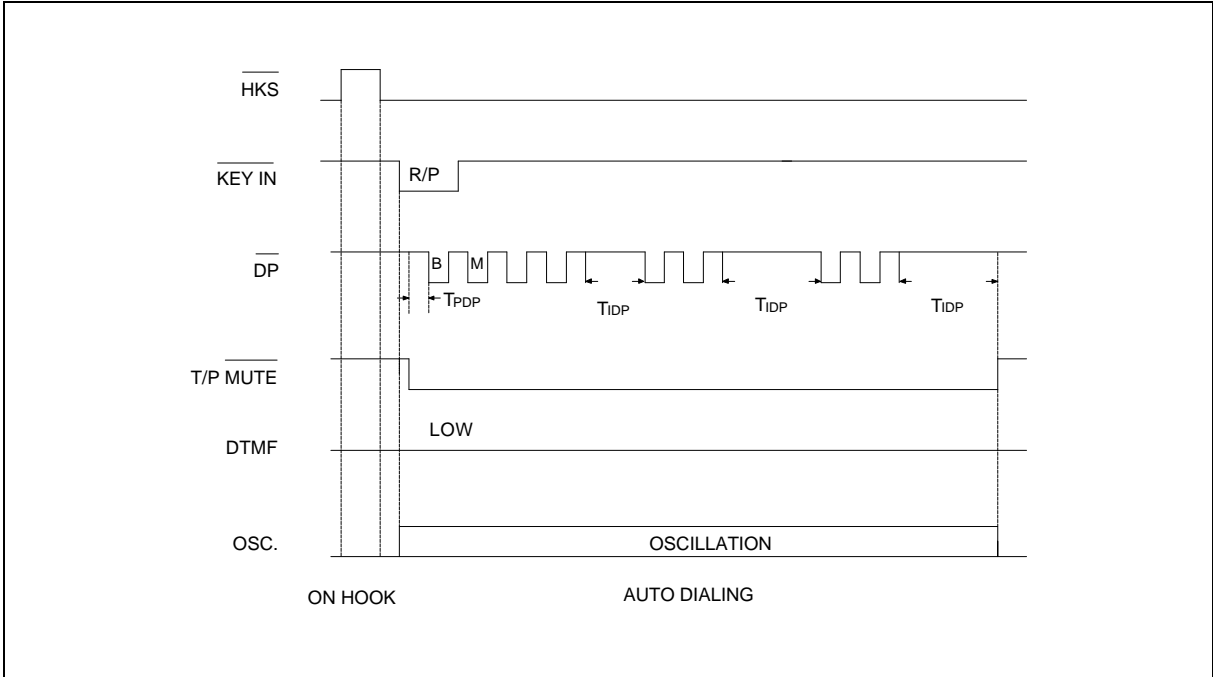 HKS
KEY IN
R/P
DP
B
M
TPDP
TIDP
TIDP
TIDP
T/P MUTE
LOW
DTMF
OSC.
OSCILLATION
ON HOOK
AUTO DIALING